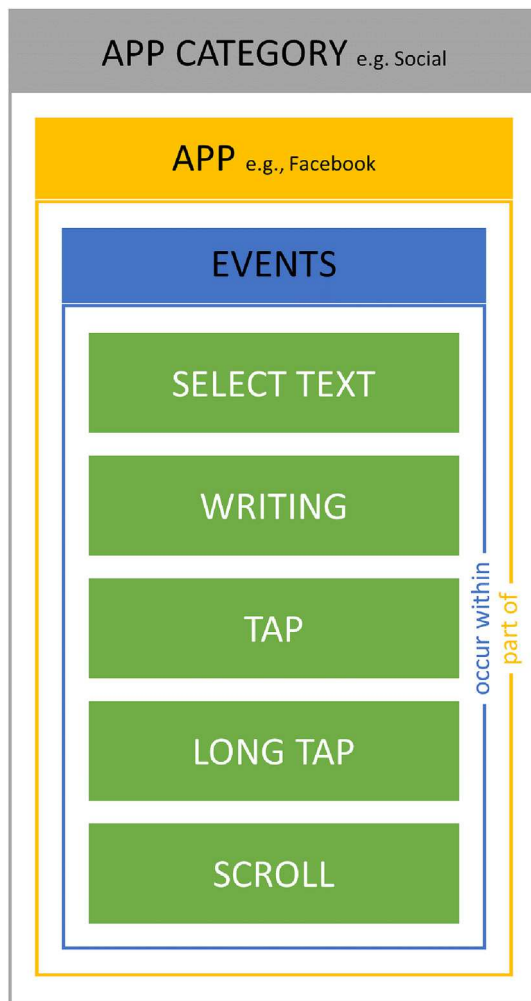 APP CATEGORY e.g. Social
APP e.g., Facebook
EVENTS
SELECT TEXT
WRITING
TAP
LONG TAP
SCROLL
occur within
part of